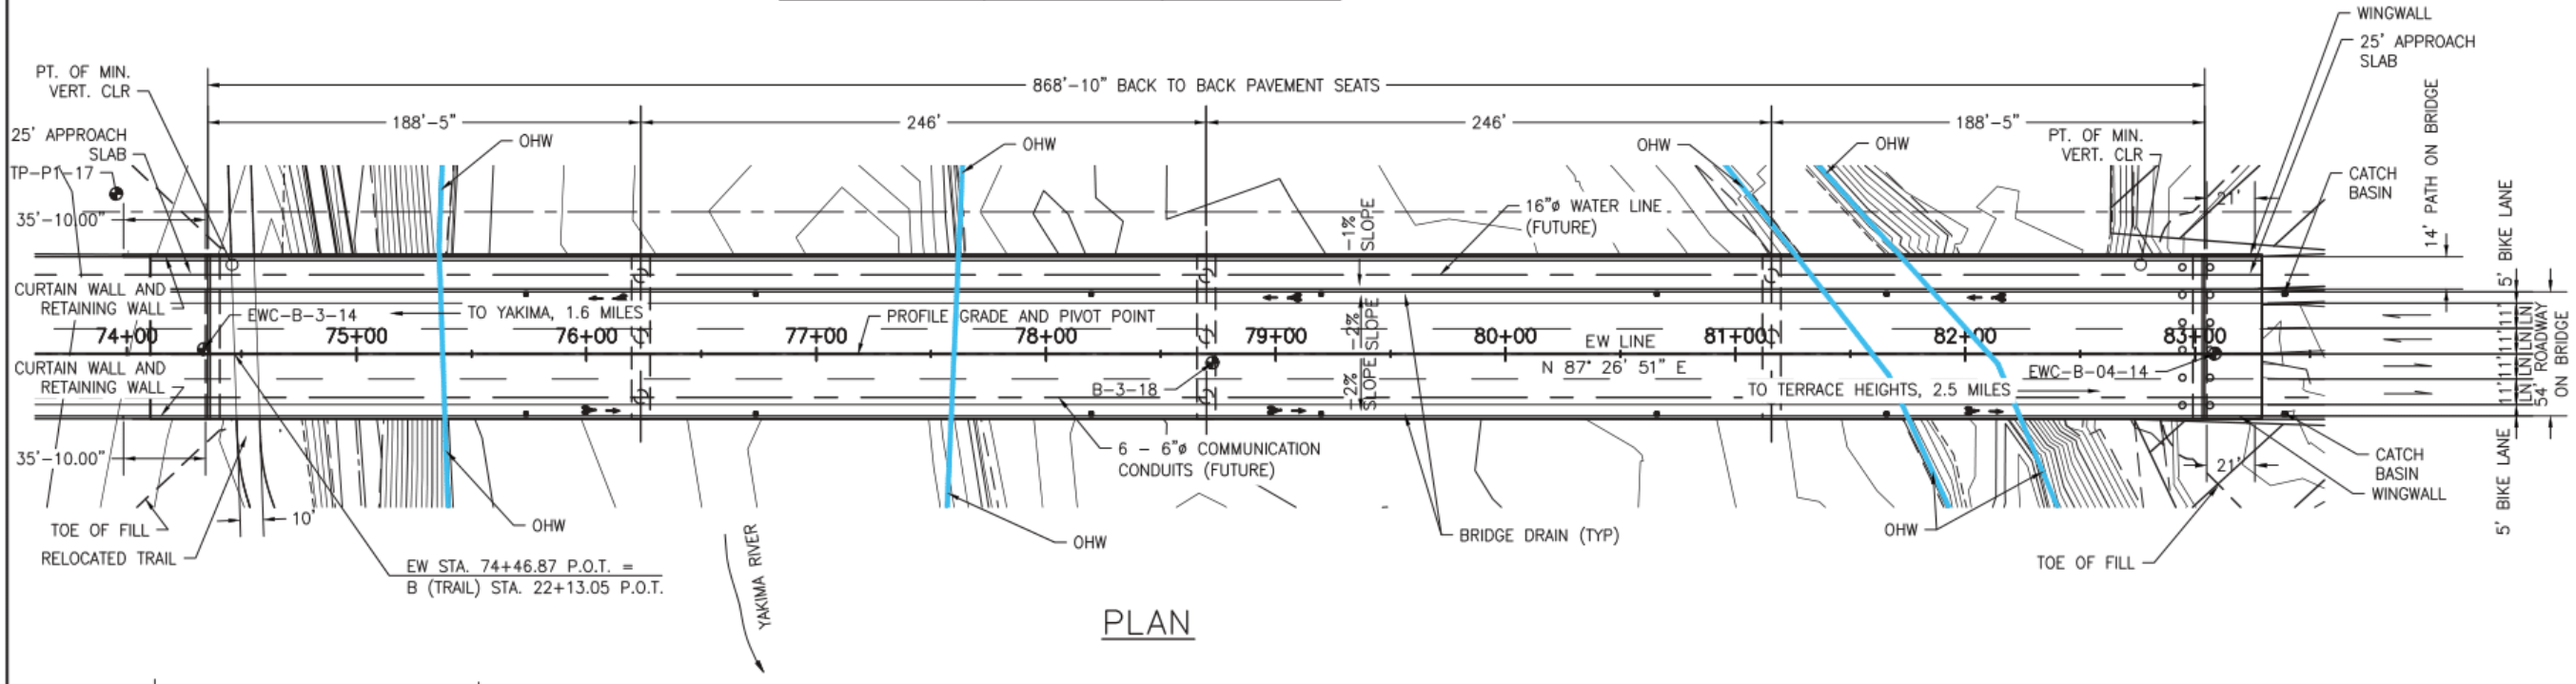 WINGWALL
25' APPROACH
SLAB
PT. OF MIN.
VERT. CLR
868'-10" BACK TO BACK PAVEMENT SEATS
188'-5"
246'
246'
188'-5"
25' APPROACH
SLAB
OHW
OHW
OHW
OHW
PT. OF MIN.
VERT. CLR
14' PATH ON BRIDGE
TP-P1-17
CATCH
BASIN
5' BIKE LANE
35'-10.00"
21'
-1%
SLOPE
16"ø WATER LINE
(FUTURE)
CURTAIN WALL AND
RETAINING WALL
EWC-B-3-14
TO YAKIMA, 1.6 MILES
PROFILE GRADE AND PIVOT POINT
-2%
SLOPE
74+00
75+00
76+00
77+00
78+00
79+00
80+00
81+00
82+00
83+00
EW LINE
N 87° 26' 51" E
11' LN
11' LN
11' LN
11' LN
54' ROADWAY
ON BRIDGE
CURTAIN WALL AND
RETAINING WALL
B-3-18
-2%
SLOPE
EWC-B-04-14
TO TERRACE HEIGHTS, 2.5 MILES
35'-10.00"
6 - 6"ø COMMUNICATION
CONDUITS (FUTURE)
21'
CATCH
BASIN
WINGWALL
5' BIKE LANE
TOE OF FILL
10'
OHW
OHW
BRIDGE DRAIN (TYP)
OHW
RELOCATED TRAIL
TOE OF FILL
EW STA. 74+46.87 P.O.T. =
B (TRAIL) STA. 22+13.05 P.O.T.
YAKIMA RIVER
PLAN